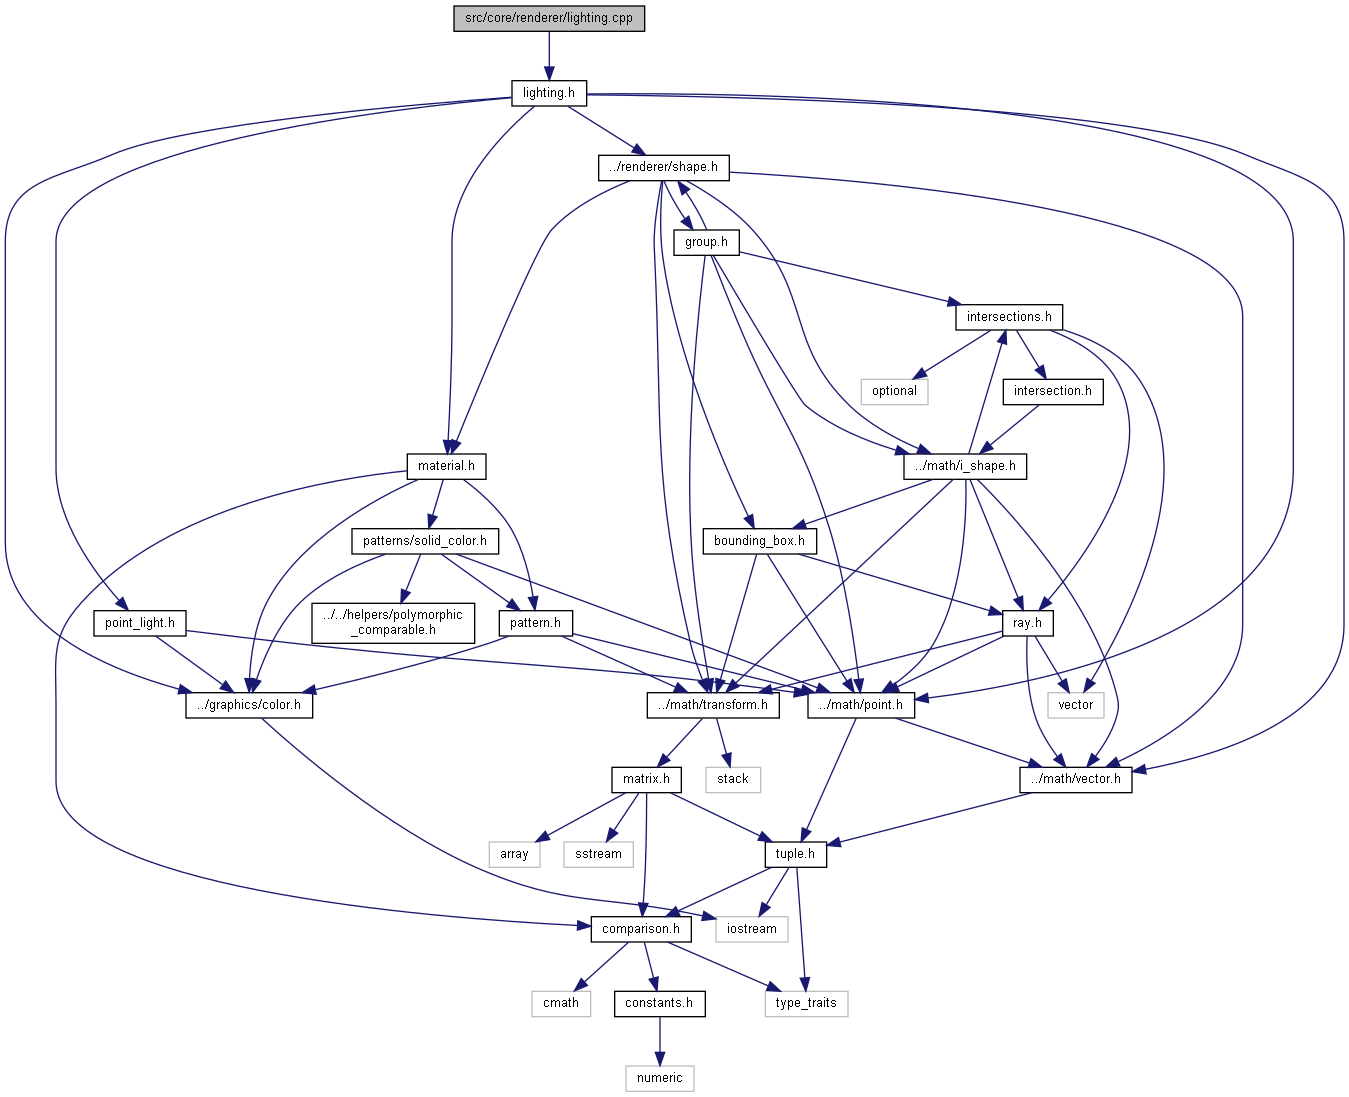 src/core/renderer/lighting.cpp
lighting.h
../renderer/shape.h
group.h
intersections.h
optional
intersection.h
material.h
../math/i_shape.h
patterns/solid_color.h
bounding_box.h
point_light.h
../../helpers/polymorphic
_comparable.h
pattern.h
ray.h
../graphics/color.h
../math/transform.h
../math/point.h
vector
matrix.h
stack
../math/vector.h
array
sstream
tuple.h
comparison.h
iostream
cmath
constants.h
type_traits
numeric